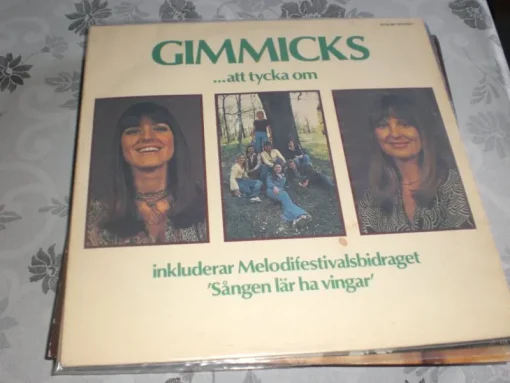 GIMMICKS
...att tycka om
inkluderar Melodifestivalsbidraget
'Sången lär ha vingar'